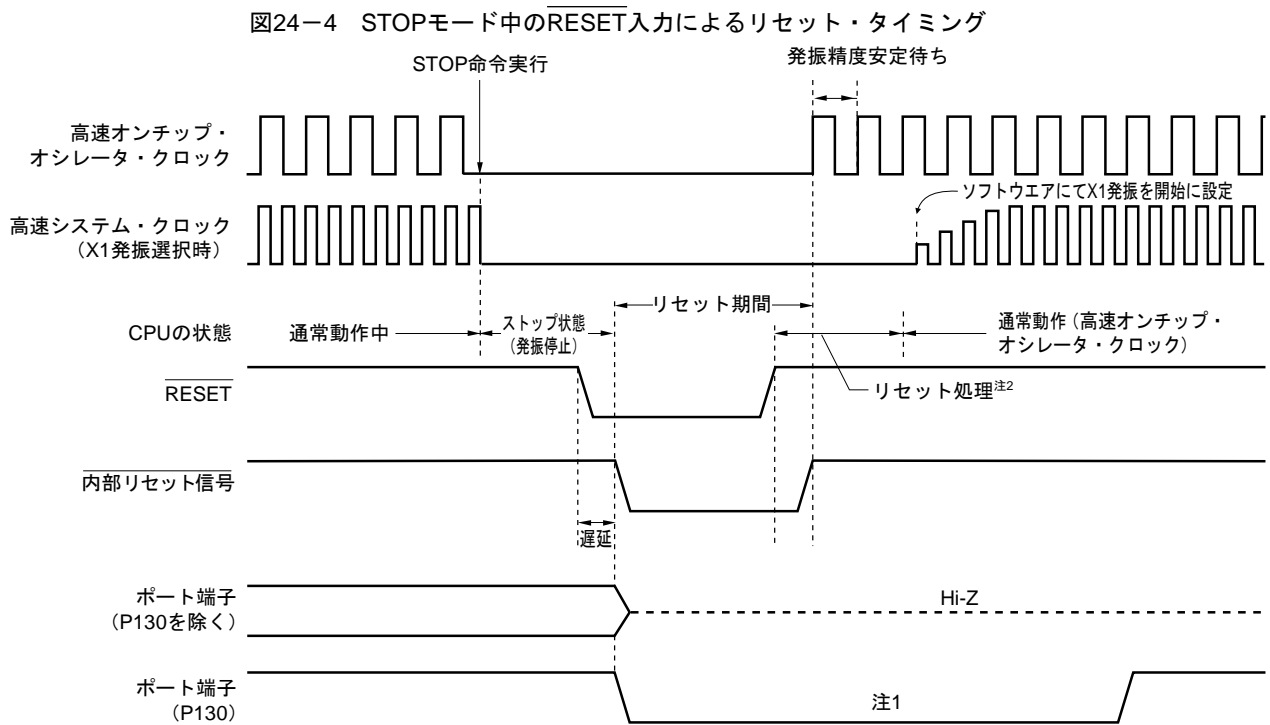 図24－4　STOPモード中のRESET入力によるリセット・タイミング
STOP命令実行
発振精度安定待ち
高速オンチップ・
オシレータ・クロック
ソフトウエアにてX1発振を開始に設定
高速システム・クロック
（X1発振選択時）
リセット期間
CPUの状態
通常動作中
ストップ状態
（発振停止）
通常動作（高速オンチップ・
オシレータ・クロック）
RESET
リセット処理注2
内部リセット信号
遅延
ポート端子
（P130を除く）
Hi-Z
ポート端子
（P130）
注1